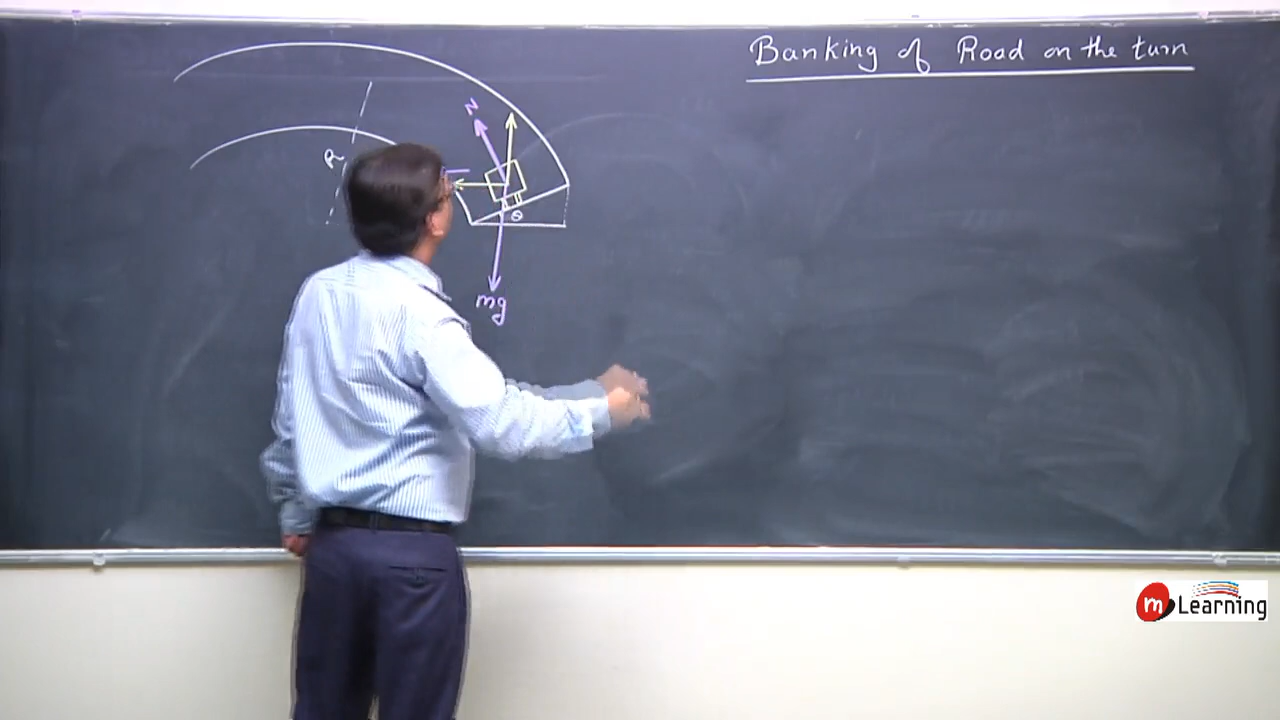 Banking of Road on the turn
N
R
θ
mg
m Learning